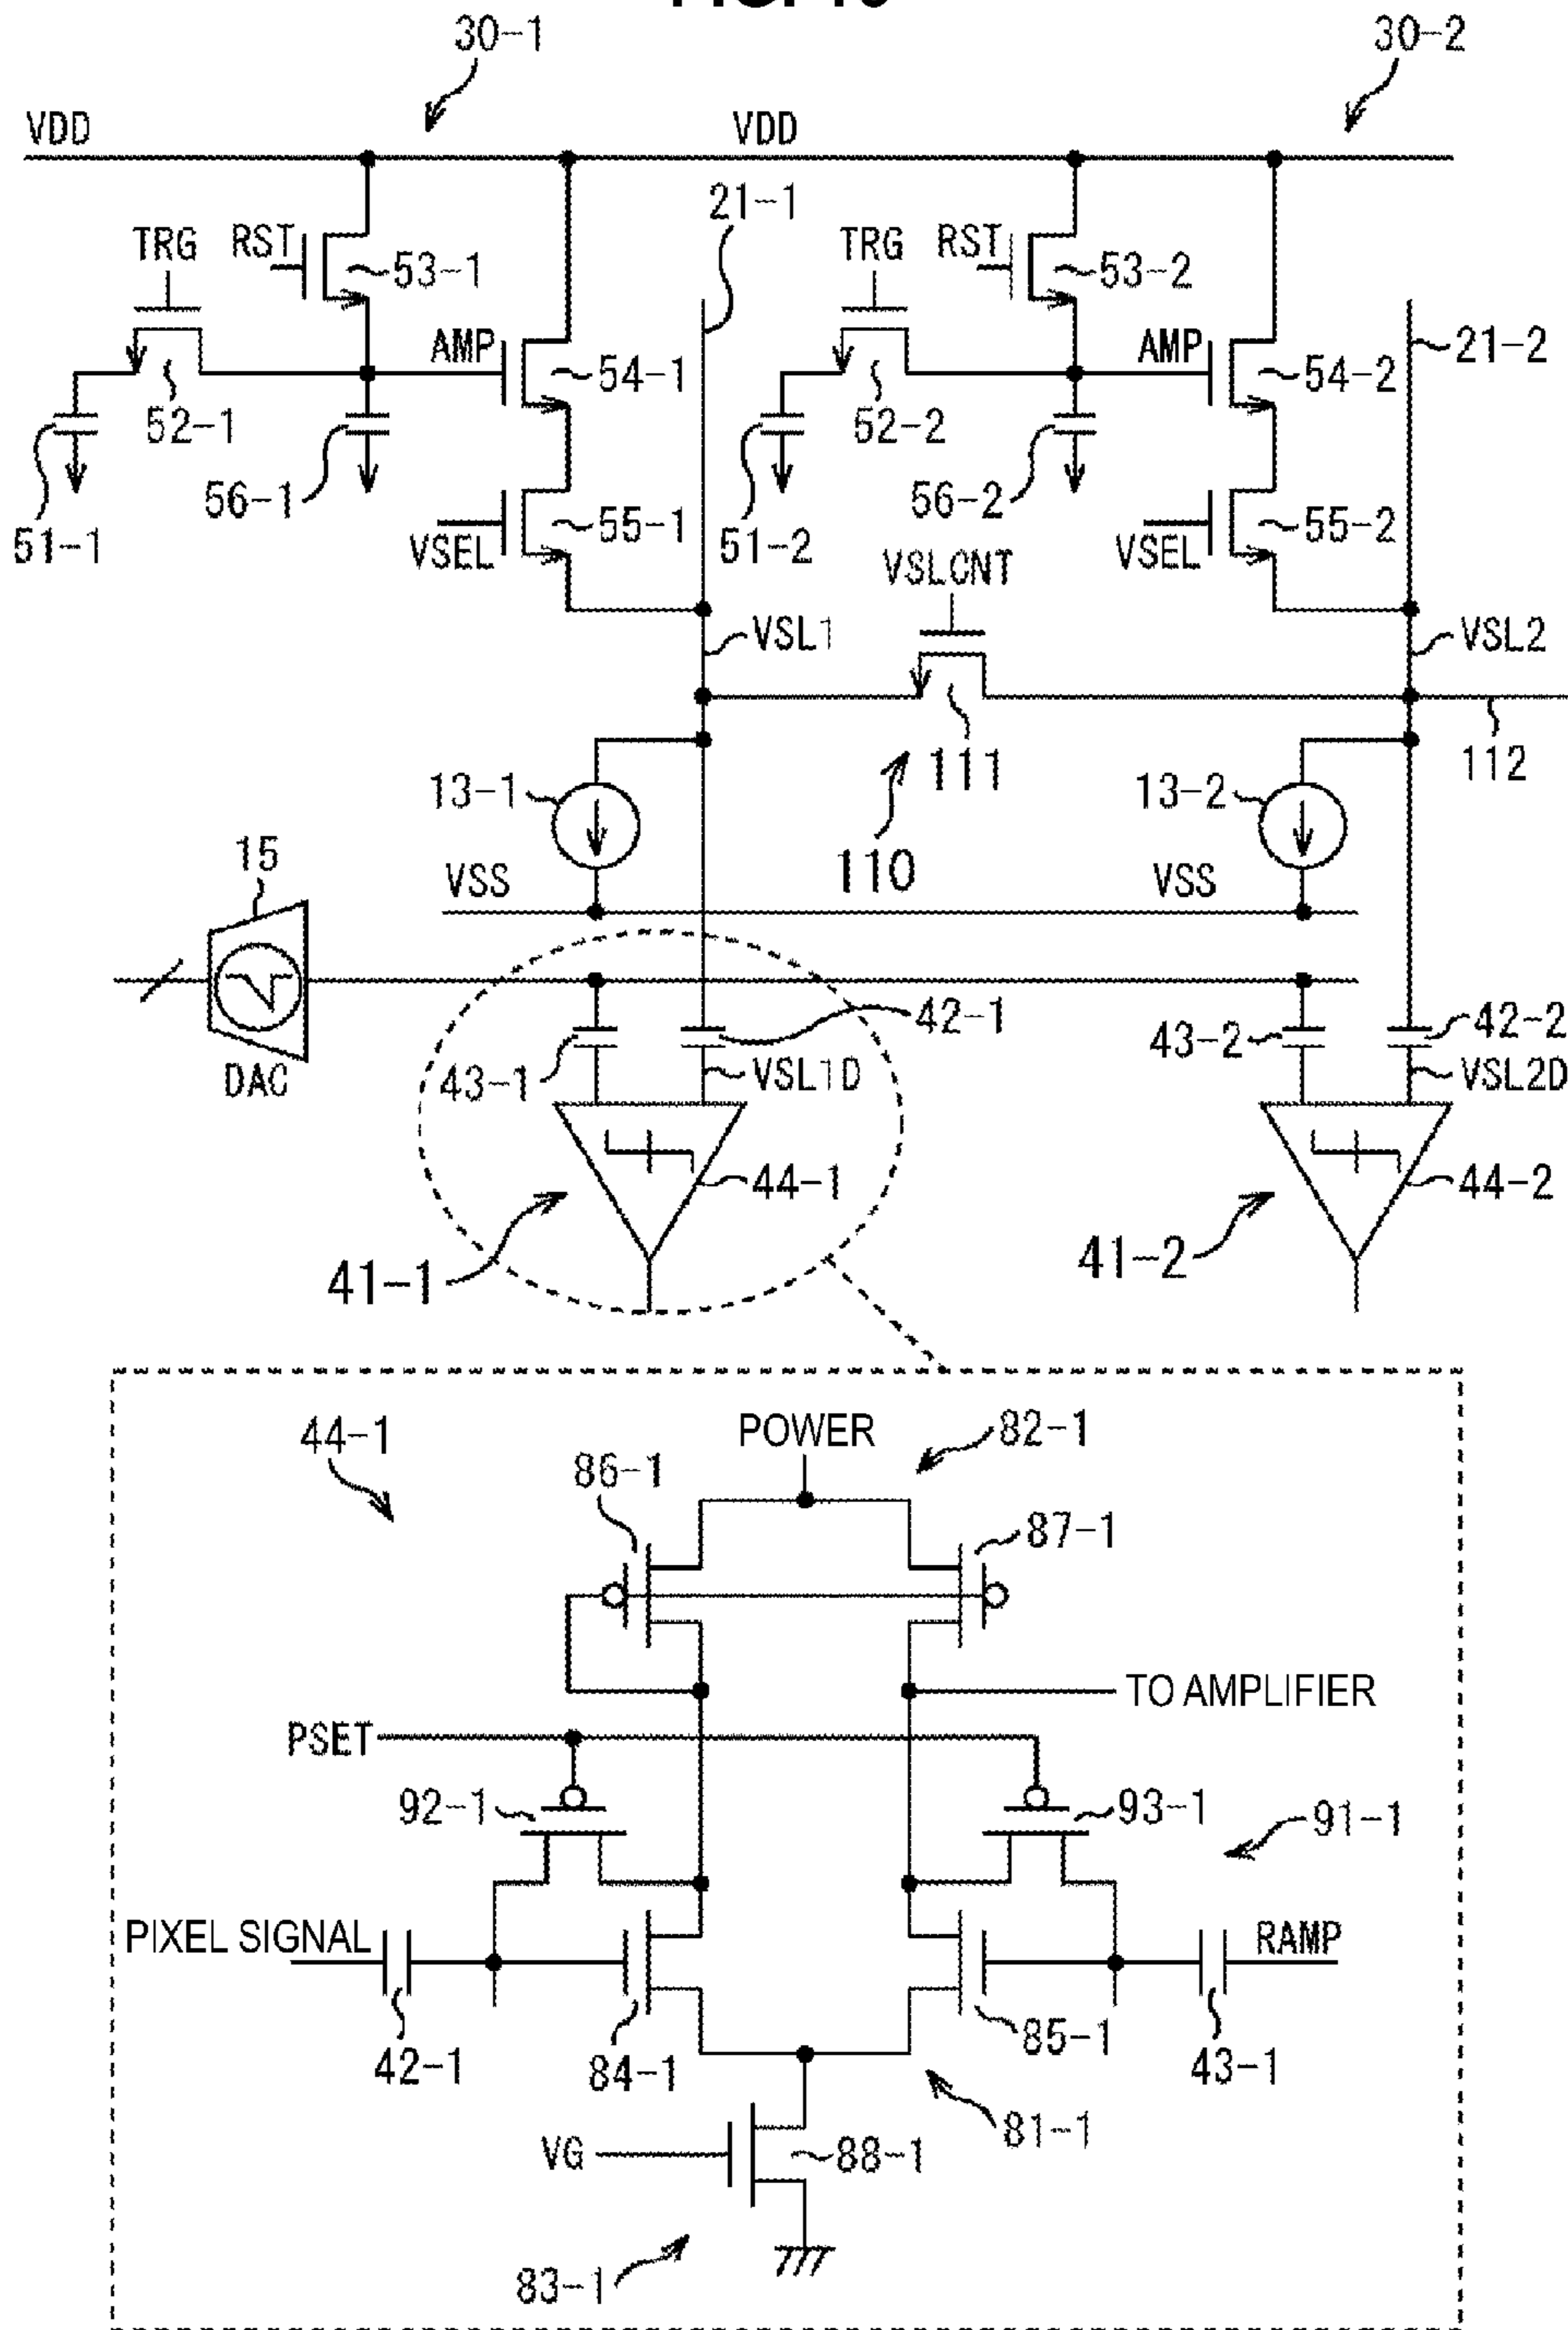 30-1 30-2
VDD VDD
21-1
TRG RST 53-1 TRG RST 53-2
AMP 54-1 AMP 54-2 21-2
52-1 52-2
56-1 56-2
51-1 VSEL 55-1 51-2 VSEL 55-2
VSLCNT
VSL1 VSL2
111 112
13-1 13-2
110
15
VSS VSS
42-1 42-2
43-1 43-2
DAC VSL1D VSL2D
44-1 44-2
41-1 41-2
44-1 POWER 82-1
86-1 87-1
TO AMPLIFIER
PSET
92-1 93-1 91-1
PIXEL SIGNAL RAMP
42-1 84-1 85-1 43-1
81-1
VG 88-1
83-1